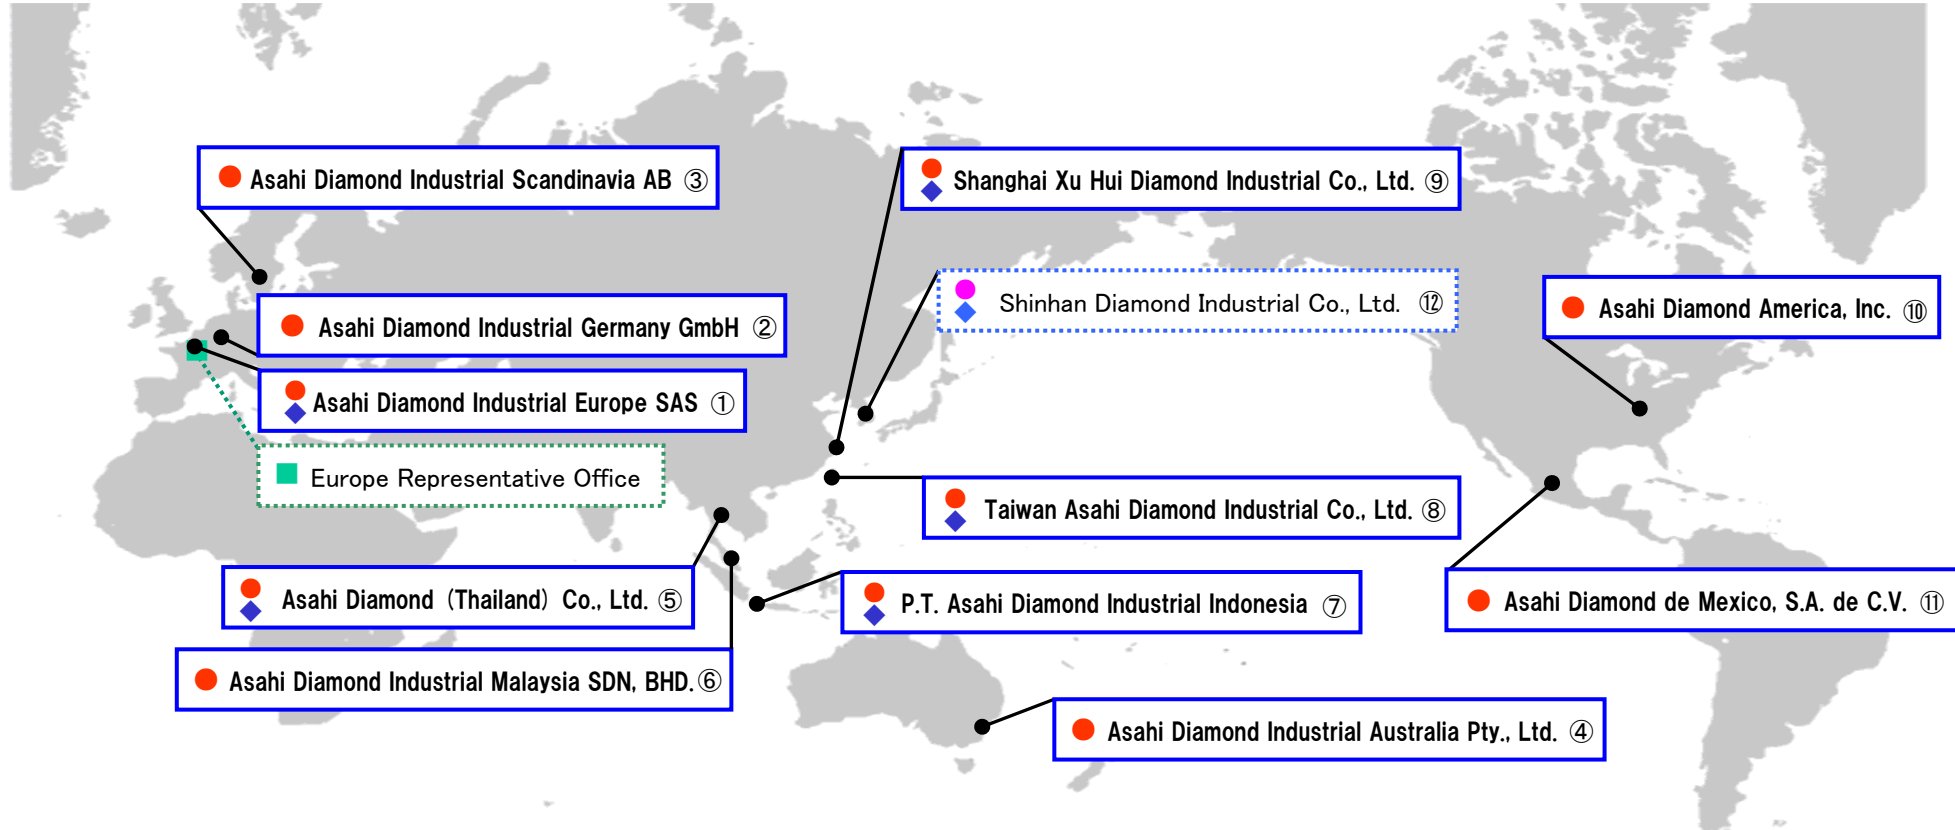 Asahi Diamond Industrial Scandinavia AB ③
Shanghai Xu Hui Diamond Industrial Co., Ltd. ⑨
Shinhan Diamond Industrial Co., Ltd. ⑫
Asahi Diamond America, Inc. ⑩
Asahi Diamond Industrial Germany GmbH ②
Asahi Diamond Industrial Europe SAS ①
Europe Representative Office
Taiwan Asahi Diamond Industrial Co., Ltd. ⑧
Asahi Diamond (Thailand) Co., Ltd. ⑤
P.T. Asahi Diamond Industrial Indonesia ⑦
Asahi Diamond de Mexico, S.A. de C.V. ⑪
Asahi Diamond Industrial Malaysia SDN, BHD. ⑥
Asahi Diamond Industrial Australia Pty., Ltd. ④